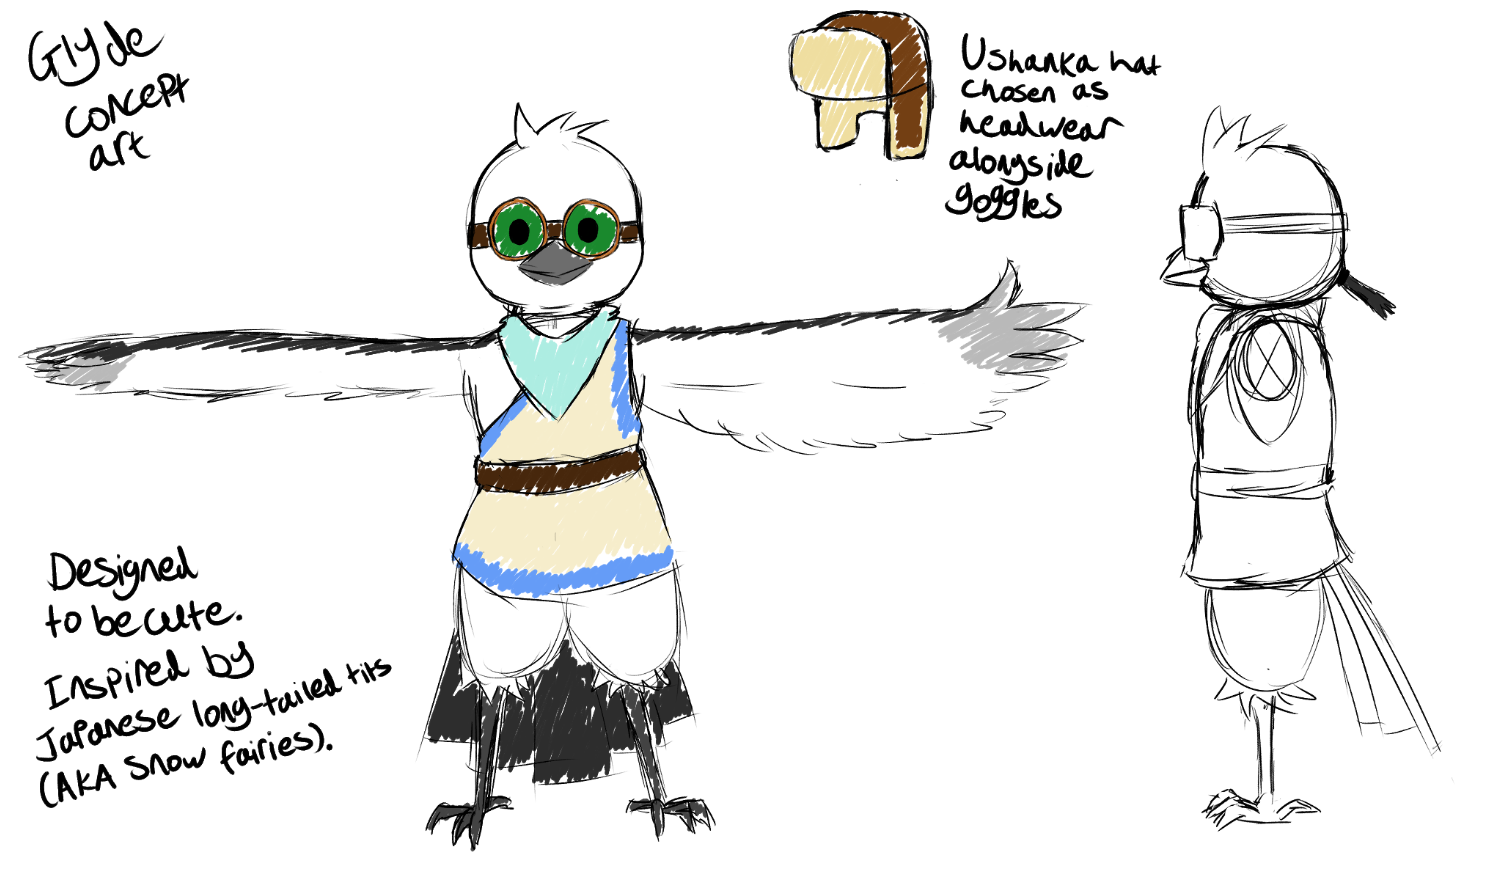 Glyde
concept
art
Ushanka hat
chosen as
headwear
alongside
goggles
Designed
to be cute.
Inspired by
Japanese long-tailed tits
(AKA Snow fairies).